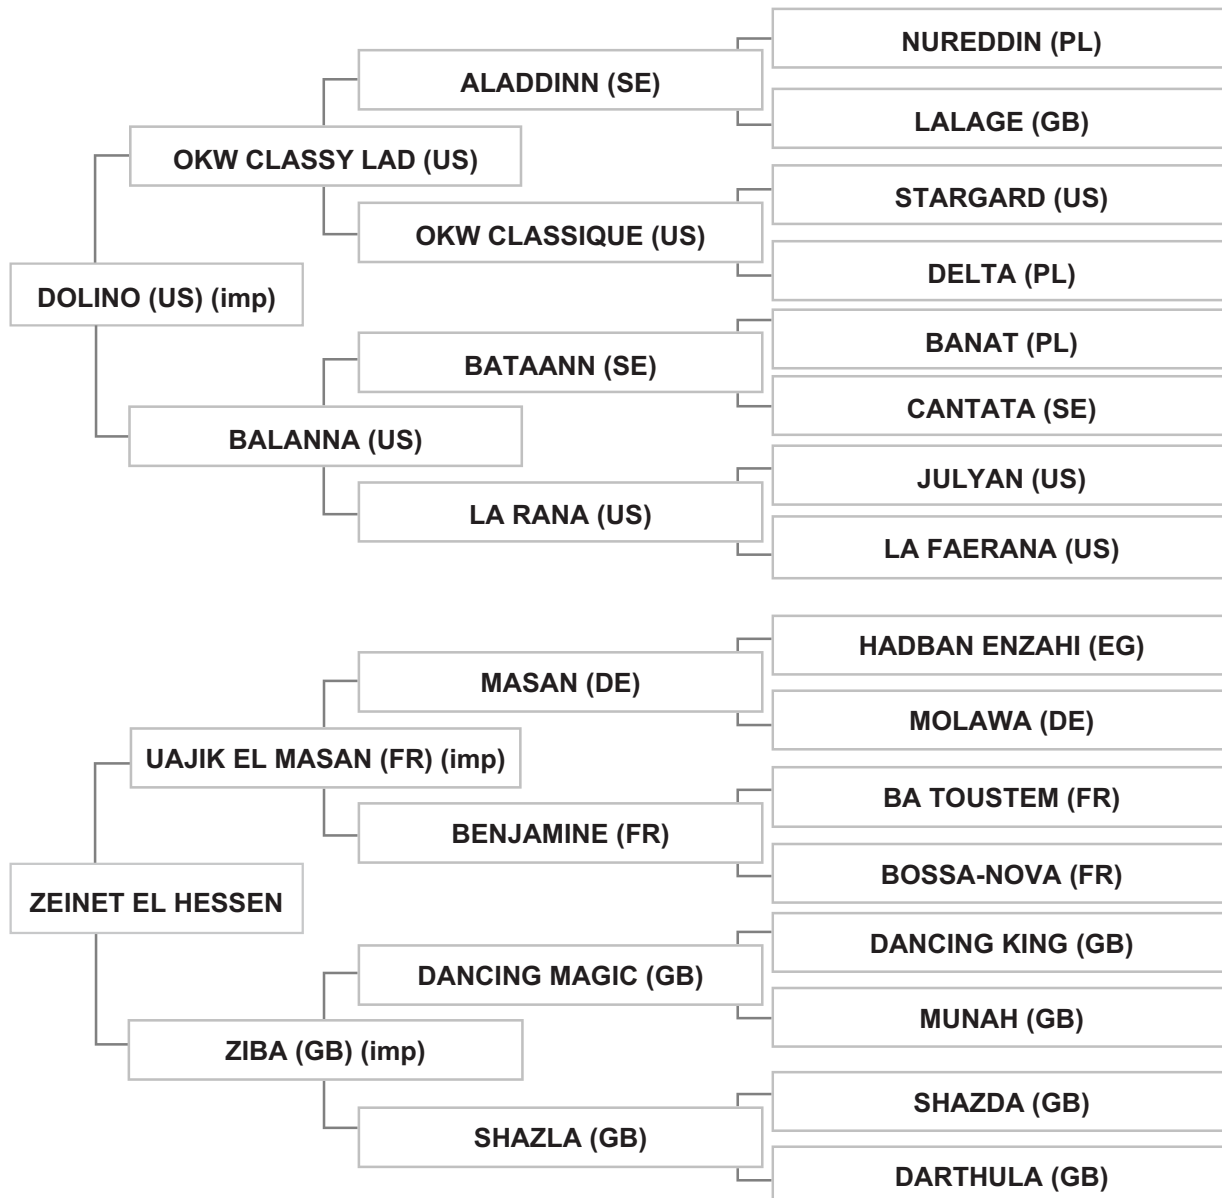 NUREDDIN (PL)
ALADDINN (SE)
LALAGE (GB)
OKW CLASSY LAD (US)
STARGARD (US)
OKW CLASSIQUE (US)
DELTA (PL)
DOLINO (US) (imp)
BANAT (PL)
BATAANN (SE)
CANTATA (SE)
BALANNA (US)
JULYAN (US)
LA RANA (US)
LA FAERANA (US)
HADBAN ENZAHI (EG)
MASAN (DE)
MOLAWA (DE)
UAJIK EL MASAN (FR) (imp)
BA TOUSTEM (FR)
BENJAMINE (FR)
BOSSA-NOVA (FR)
ZEINET EL HESSEN
DANCING KING (GB)
DANCING MAGIC (GB)
MUNAH (GB)
ZIBA (GB) (imp)
SHAZDA (GB)
SHAZLA (GB)
DARTHULA (GB)